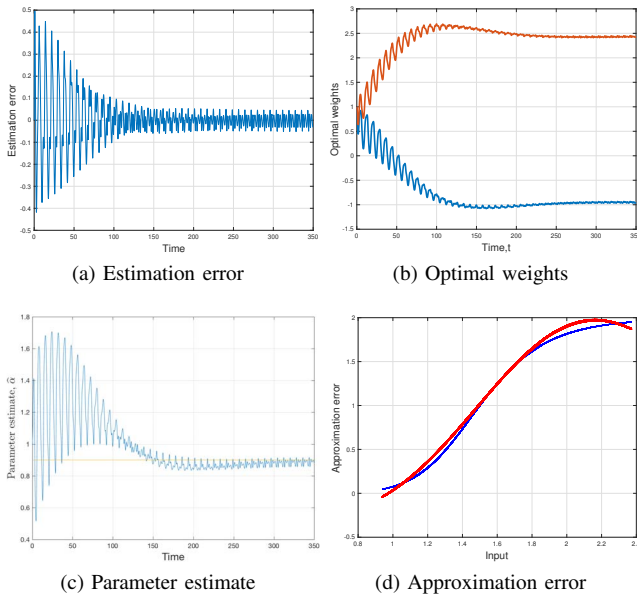 0.5
0.4
0.3
0.2
0.1
0
-0.1
-0.2
-0.3
-0.4
-0.5
Estimation error
0 50 100 150 200 250 300 350
Time
(a) Estimation error
3
2.5
2
1.5
1
0.5
0
-0.5
-1
-1.5
Optimal weights
0 50 100 150 200 250 300 350
Time,t
(b) Optimal weights
1.8
1.6
1.4
1.2
1
0.8
0.6
0.4
Parameter estimate, α̂
0 50 100 150 200 250 300 350
Time
(c) Parameter estimate
2
1.5
1
0.5
0
-0.5
Approximation error
0.8 1 1.2 1.4 1.6 1.8 2 2.2 2.
Input
(d) Approximation error